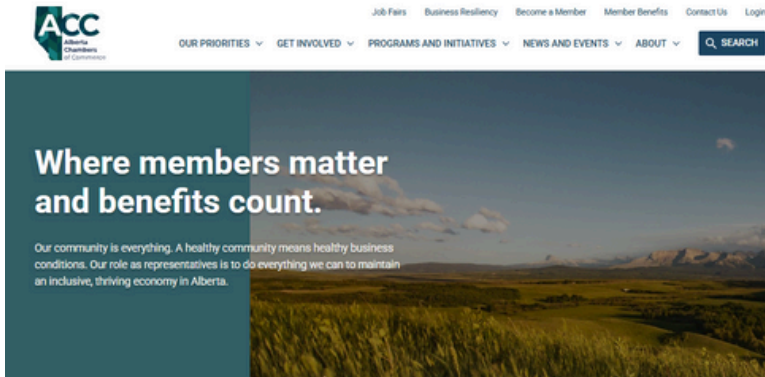 Job Fairs Business Resiliency Become a Member Member Benefits Contact Us Login
ACC
Alberta
Chambers
of Commerce
OUR PRIORITIES GET INVOLVED PROGRAMS AND INITIATIVES NEWS AND EVENTS ABOUT SEARCH
Where members matter
and benefits count.
Our community is everything. A healthy community means healthy business
conditions. Our role as representatives is to do everything we can to maintain
an inclusive, thriving economy in Alberta.